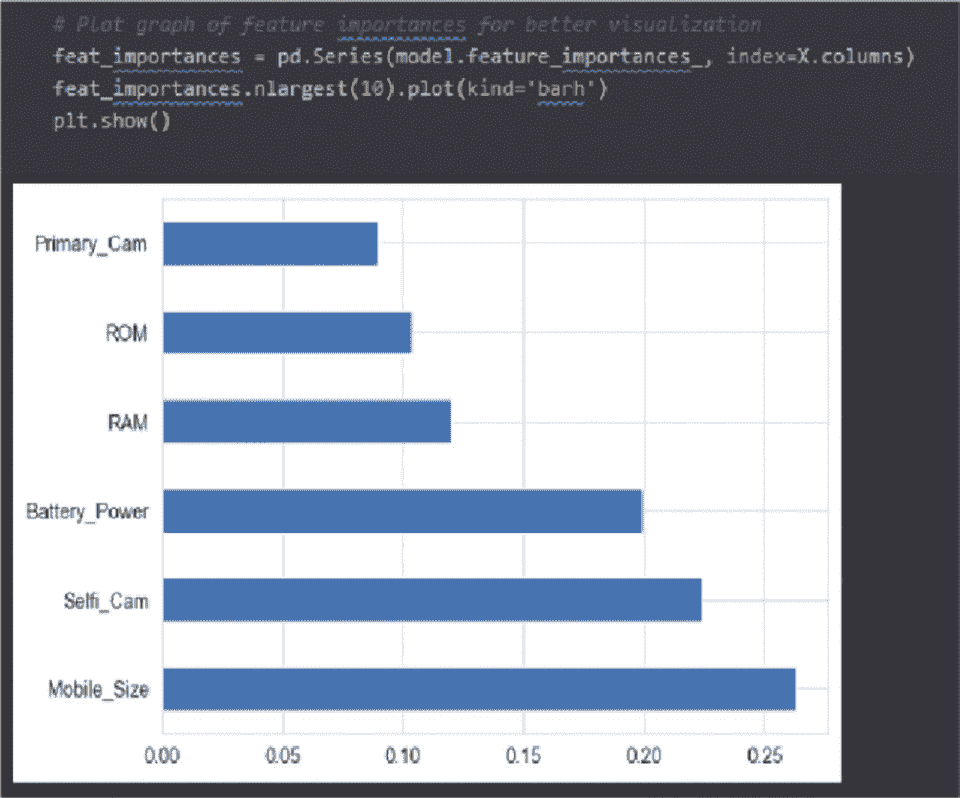 # Plot graph of feature importances for better visualization
feat_importances = pd.Series(model.feature_importances_, index=X.columns)
feat_importances.nlargest(10).plot(kind='barh')
plt.show()
Primary_Cam
ROM
RAM
Battery_Power
Selfi_Cam
Mobile_Size
0.00 0.05 0.10 0.15 0.20 0.25